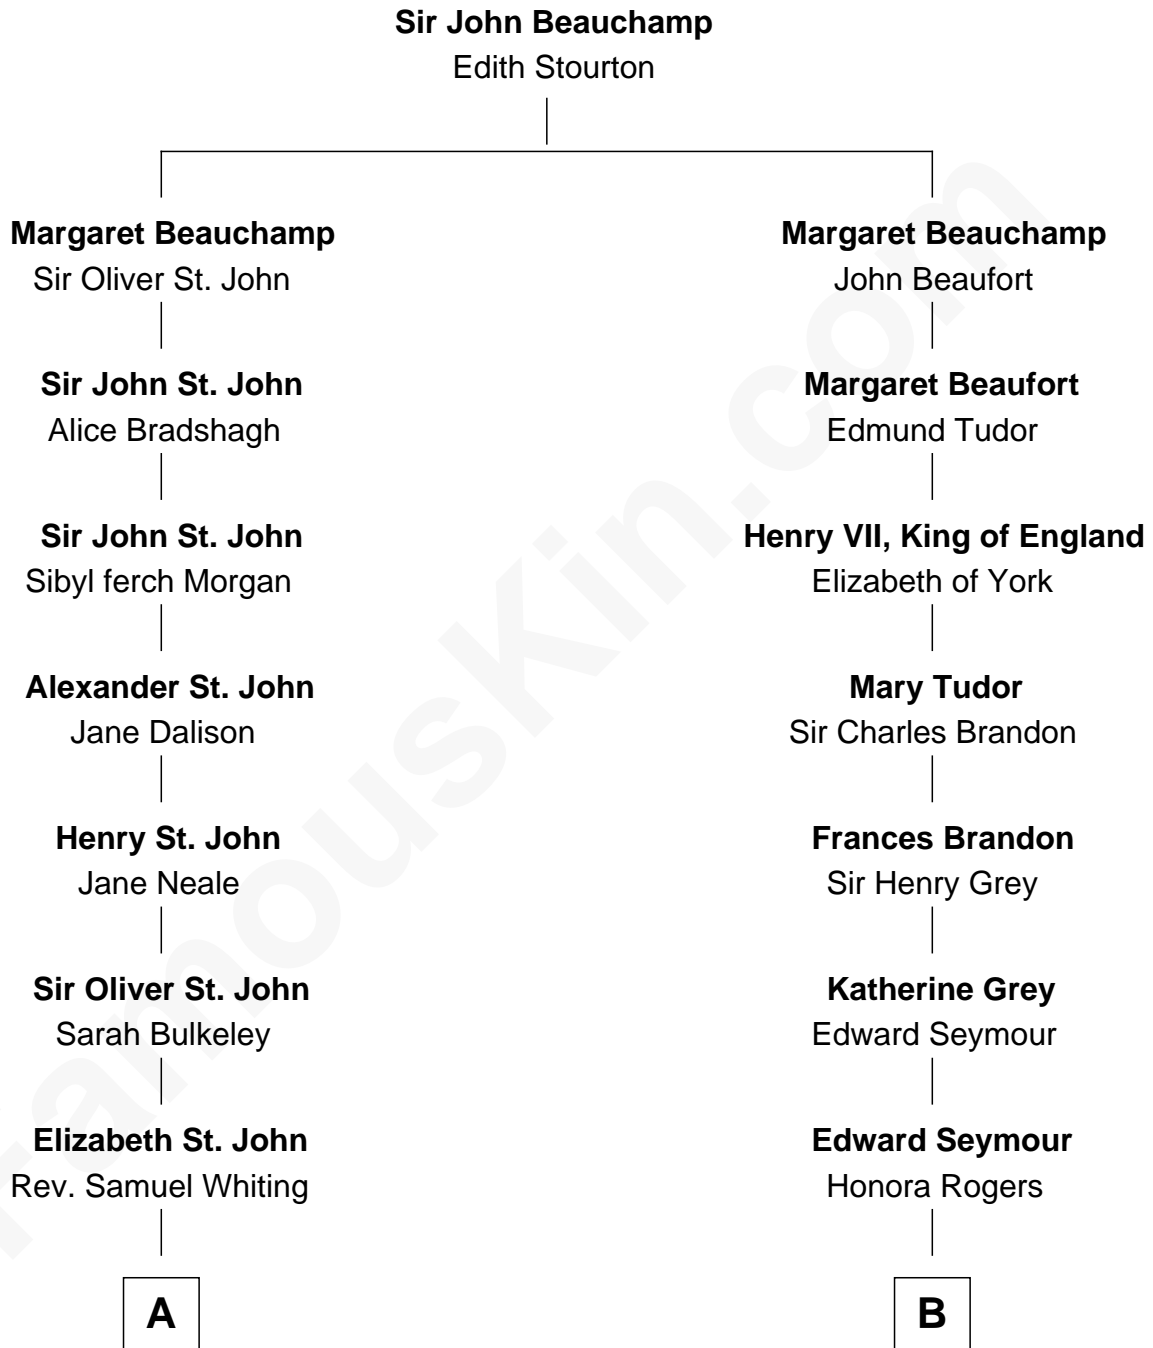 Sir John Beauchamp
Edith Stourton
Margaret Beauchamp
Sir Oliver St. John
Sir John St. John
Alice Bradshagh
Sir John St. John
Sibyl ferch Morgan
Alexander St. John
Jane Dalison
Henry St. John
Jane Neale
Sir Oliver St. John
Sarah Bulkeley
Elizabeth St. John
Rev. Samuel Whiting
A
Margaret Beauchamp
John Beaufort
Margaret Beaufort
Edmund Tudor
Henry VII, King of England
Elizabeth of York
Mary Tudor
Sir Charles Brandon
Frances Brandon
Sir Henry Grey
Katherine Grey
Edward Seymour
Edward Seymour
Honora Rogers
B
FamousKin.com